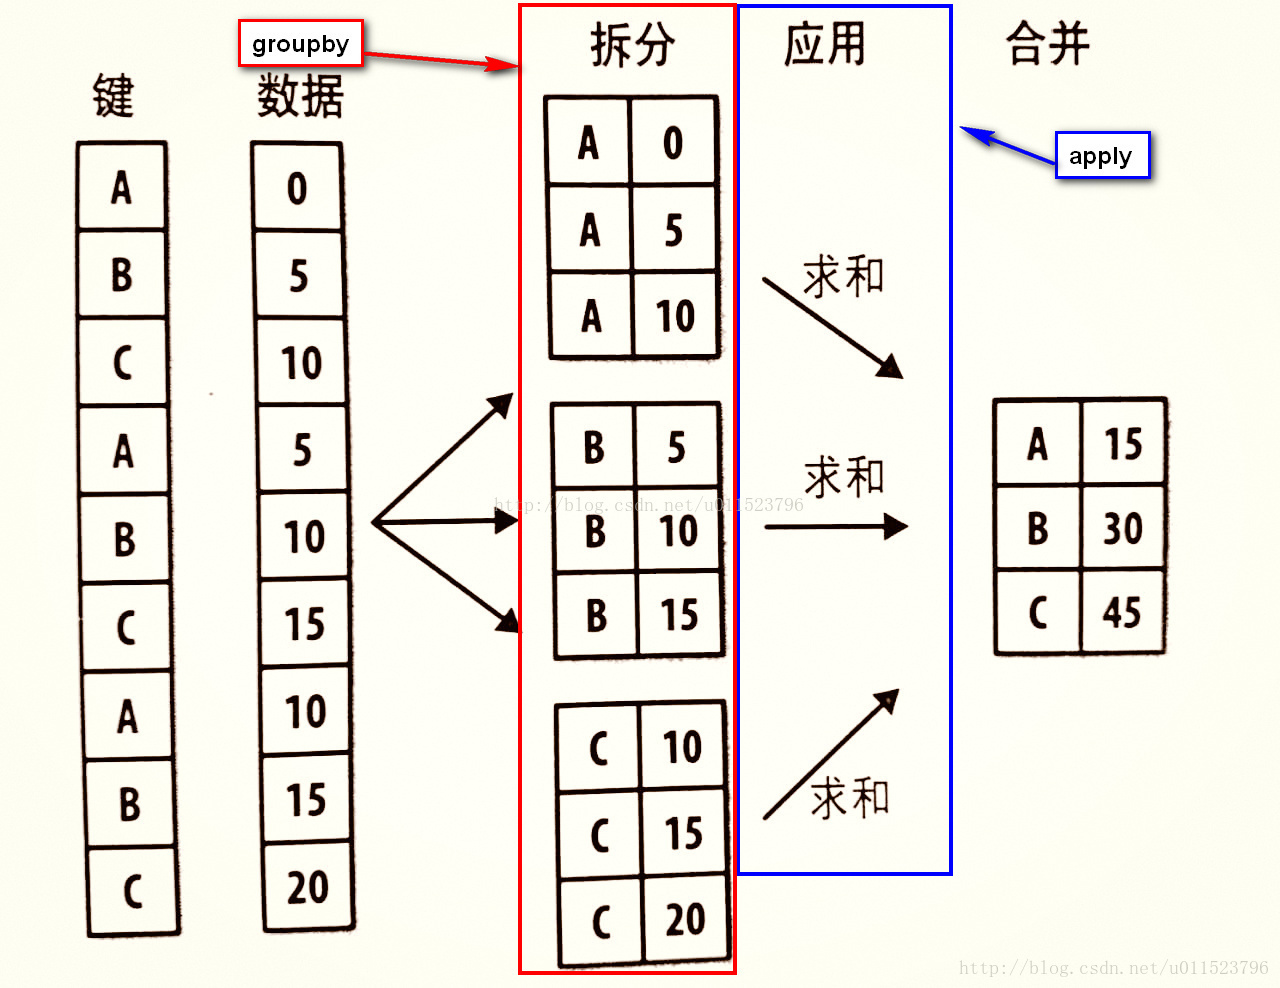 groupby
拆分
应用
合并
键
数据
apply
A
0
B
5
C
10
A
5
B
10
C
15
A
10
B
15
C
20
A 0
A 5
A 10
B 5
B 10
B 15
C 10
C 15
C 20
求和
求和
求和
A 15
B 30
C 45
http://blog.csdn.net/u011523796
http://blog.csdn.net/u011523796